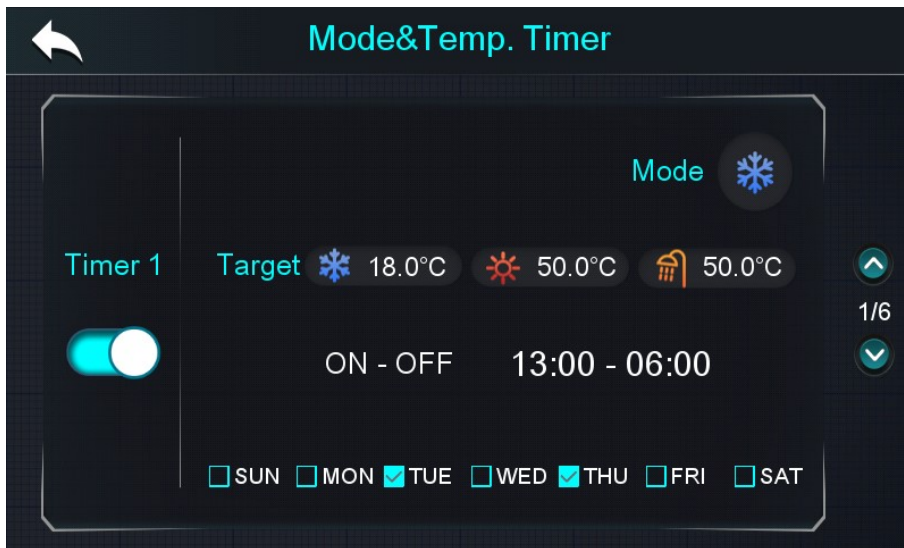 Mode&Temp. Timer
Mode
Timer 1
Target 18.0°C 50.0°C 50.0°C
1/6
ON - OFF 13:00 - 06:00
SUN MON TUE WED THU FRI SAT